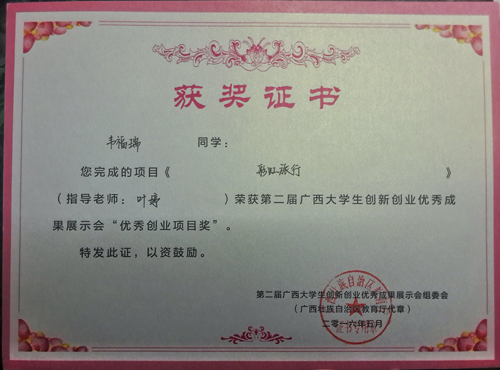 获奖证书
韦福瑞 同学：
您完成的项目《 彩虹旅行 》
（指导老师：叶婷 ）荣获第二届广西大学生创新创业优秀成
果展示会“优秀创业项目奖”。
特发此证，以资鼓励。
第二届广西大学生创新创业优秀成果展示会组委会
（广西壮族自治区教育厅代章）
二〇一六年五月